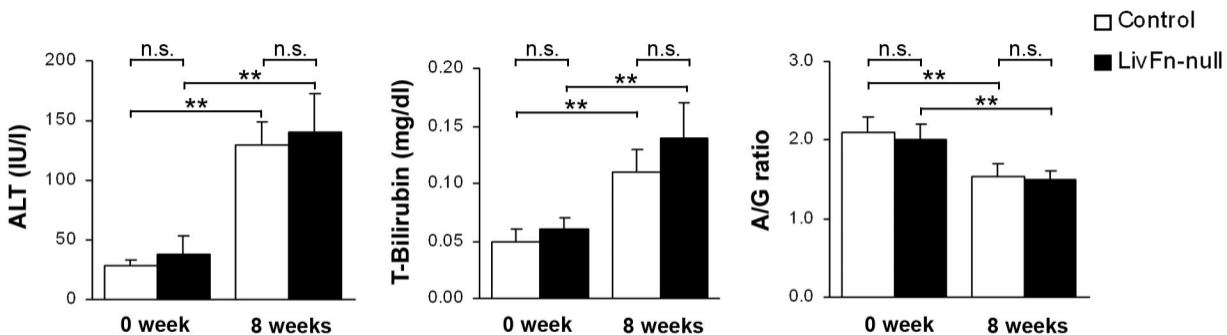 Control
LivFn-null
n.s.
n.s.
**
**
ALT (IU/l)
200
150
100
50
0
0 week
8 weeks
n.s.
n.s.
**
**
T-Bilirubin (mg/dl)
0.20
0.15
0.10
0.05
0.00
0 week
8 weeks
n.s.
n.s.
**
**
A/G ratio
3.0
2.0
1.0
0.0
0 week
8 weeks